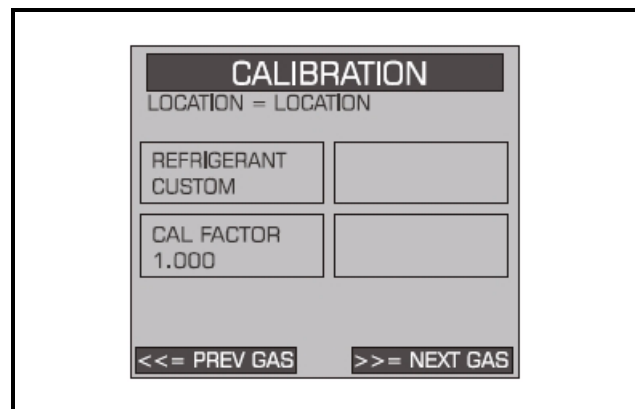 CALIBRATION
LOCATION = LOCATION
REFRIGERANT
CUSTOM
CAL FACTOR
1.000
<<= PREV GAS
>>= NEXT GAS